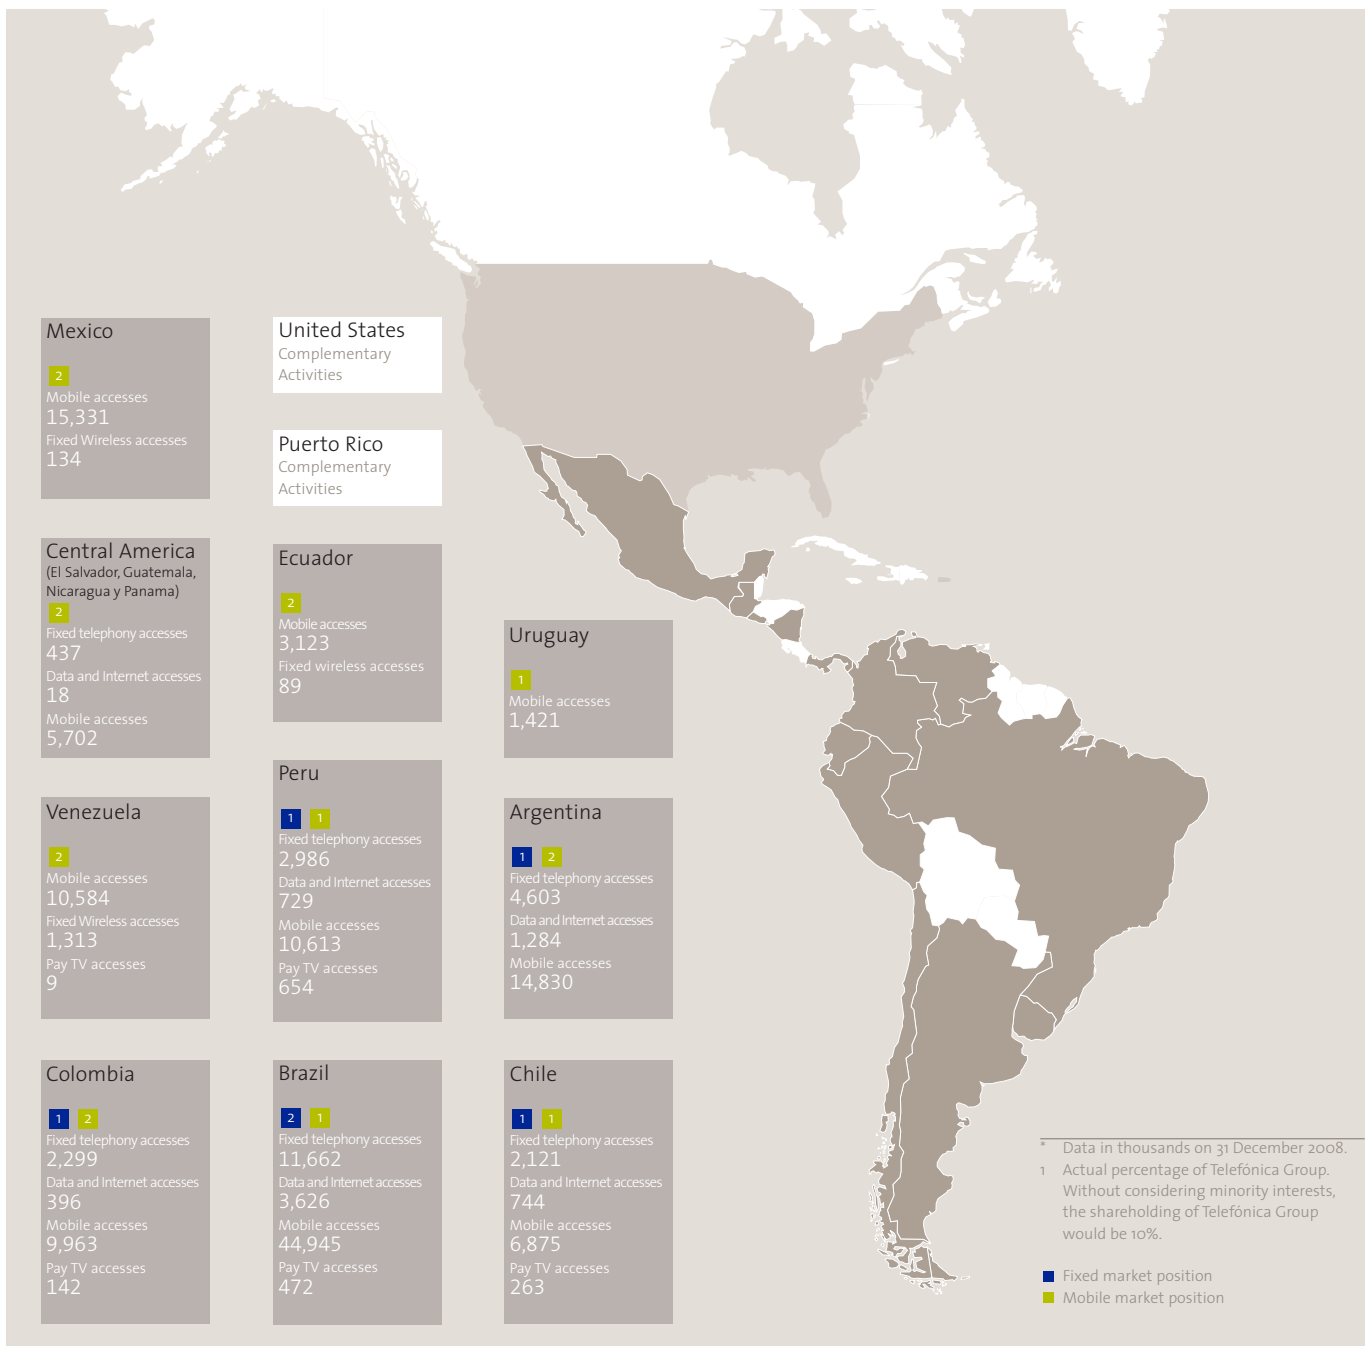 Mexico
2
Mobile accesses
15,331
Fixed Wireless accesses
134
United States
Complementary
Activities
Puerto Rico
Complementary
Activities
Central America
(El Salvador, Guatemala,
Nicaragua y Panama)
2
Fixed telephony accesses
437
Data and Internet accesses
18
Mobile accesses
5,702
Ecuador
2
Mobile accesses
3,123
Fixed wireless accesses
89
Uruguay
1
Mobile accesses
1,421
Venezuela
2
Mobile accesses
10,584
Fixed Wireless accesses
1,313
Pay TV accesses
9
Peru
1 1
Fixed telephony accesses
2,986
Data and Internet accesses
729
Mobile accesses
10,613
Pay TV accesses
654
Argentina
1 2
Fixed telephony accesses
4,603
Data and Internet accesses
1,284
Mobile accesses
14,830
Colombia
1 2
Fixed telephony accesses
2,299
Data and Internet accesses
396
Mobile accesses
9,963
Pay TV accesses
142
Brazil
2 1
Fixed telephony accesses
11,662
Data and Internet accesses
3,626
Mobile accesses
44,945
Pay TV accesses
472
Chile
1 1
Fixed telephony accesses
2,121
Data and Internet accesses
744
Mobile accesses
6,875
Pay TV accesses
263
* Data in thousands on 31 December 2008.
1 Actual percentage of Telefónica Group.
Without considering minority interests,
the shareholding of Telefónica Group
would be 10%.
Fixed market position
Mobile market position